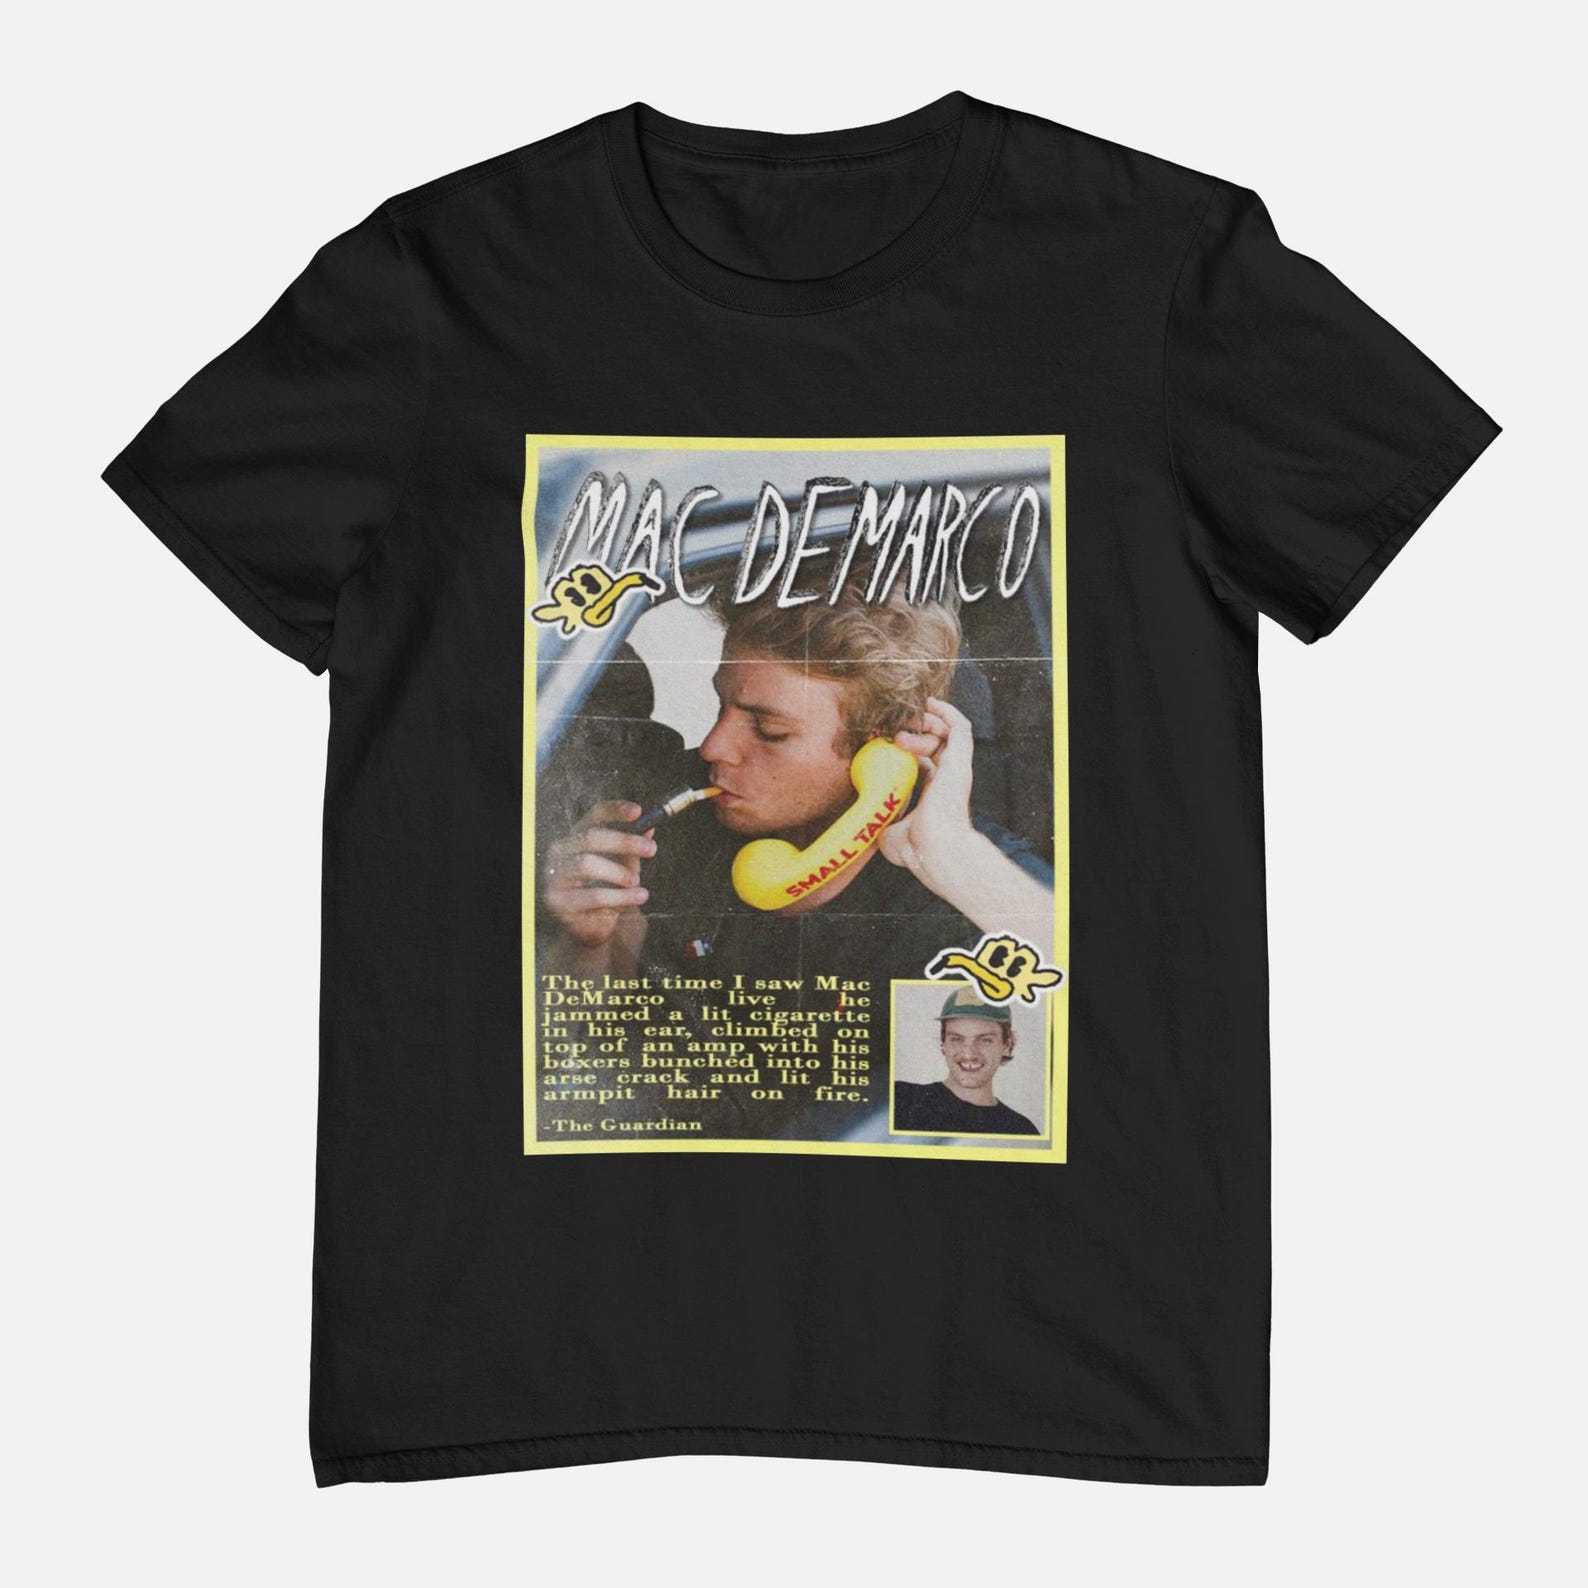 MAC DEMARCO
SMALL TALK
The last time I saw Mac
DeMarco live he
jammed a lit cigarette
in his ear, climbed on
top of an amp with his
boxers bunched into his
arse crack and lit his
armpit hair on fire.
-The Guardian